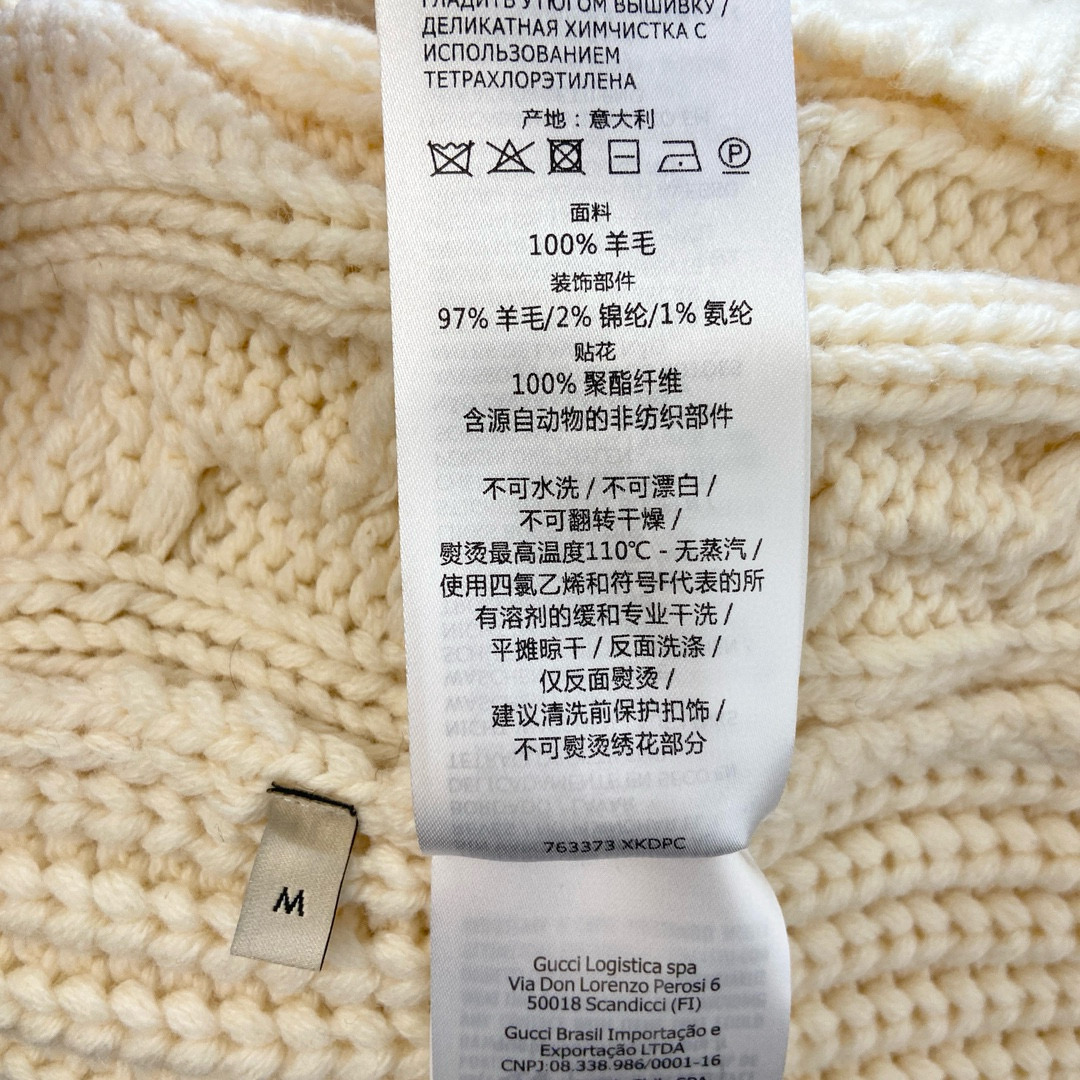 ГЛАДИТЬ УТЮГОМ ВЫШИВКУ /
ДЕЛИКАТНАЯ ХИМЧИСТКА С
ИСПОЛЬЗОВАНИЕМ
ТЕТРАХЛОРЭТИЛЕНА
产地：意大利
P
面料
100% 羊毛
装饰部件
97% 羊毛/2% 锦纶/1% 氨纶
贴花
100% 聚酯纤维
含源自动物的非纺织部件
不可水洗 / 不可漂白 /
不可翻转干燥 /
熨烫最高温度110℃ - 无蒸汽 /
使用四氯乙烯和符号F代表的所
有溶剂的缓和专业干洗 /
平摊晾干 / 反面洗涤 /
仅反面熨烫 /
建议清洗前保护扣饰 /
不可熨烫绣花部分
763373 XKDPC
M
Gucci Logistica spa
Via Don Lorenzo Perosi 6
50018 Scandicci (FI)
Gucci Brasil Importação e
Exportação LTDA
CNPJ:08.338.986/0001-16